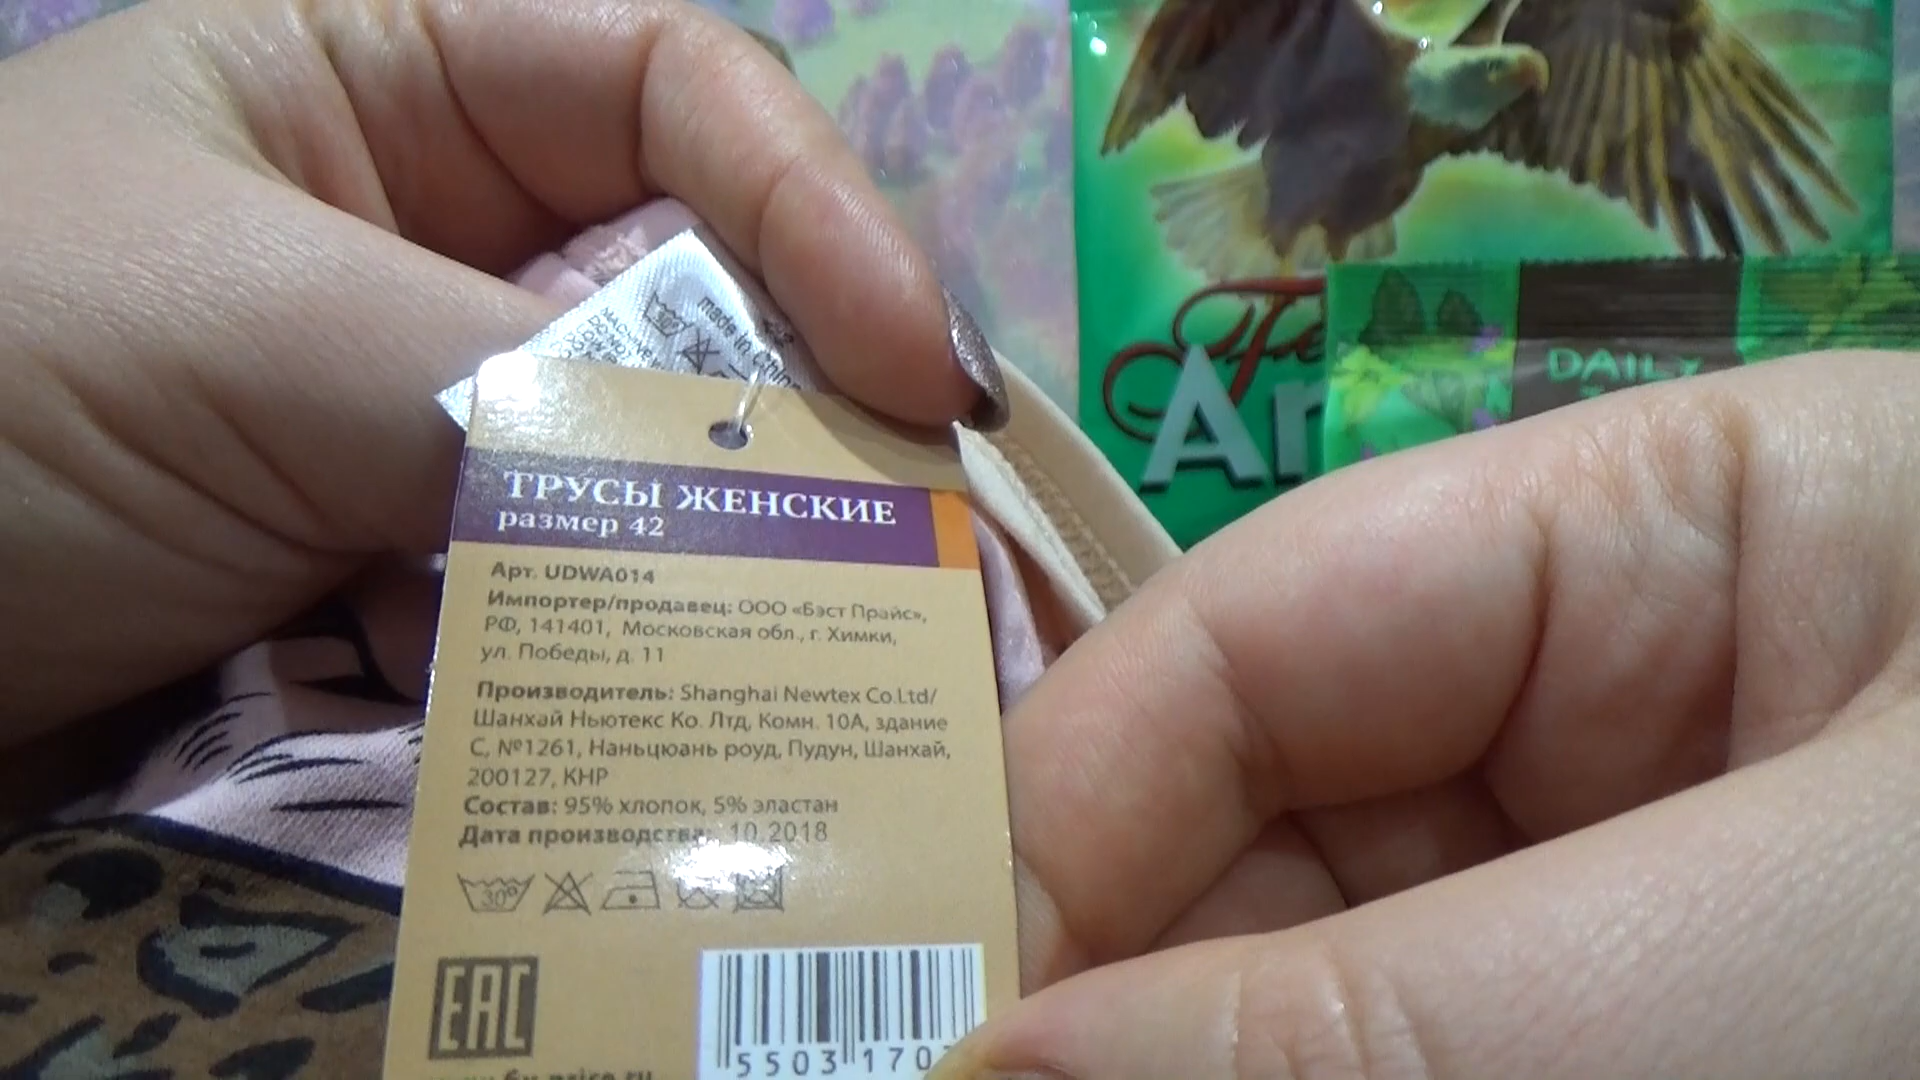 made in China
ТРУСЫ ЖЕНСКИЕ
размер 42
Арт. UDWA014
Импортер/продавец: ООО «Бэст Прайс»,
РФ, 141401, Московская обл., г. Химки,
ул. Победы, д. 11
Производитель: Shanghai Newtex Co.Ltd/
Шанхай Ньютекс Ко. Лтд, Комн. 10А, здание
С, №1261, Наньцюань роуд, Пудун, Шанхай,
200127, КНР
Состав: 95% хлопок, 5% эластан
Дата производства: 10.2018
30°
EAC
5503170
DAILY